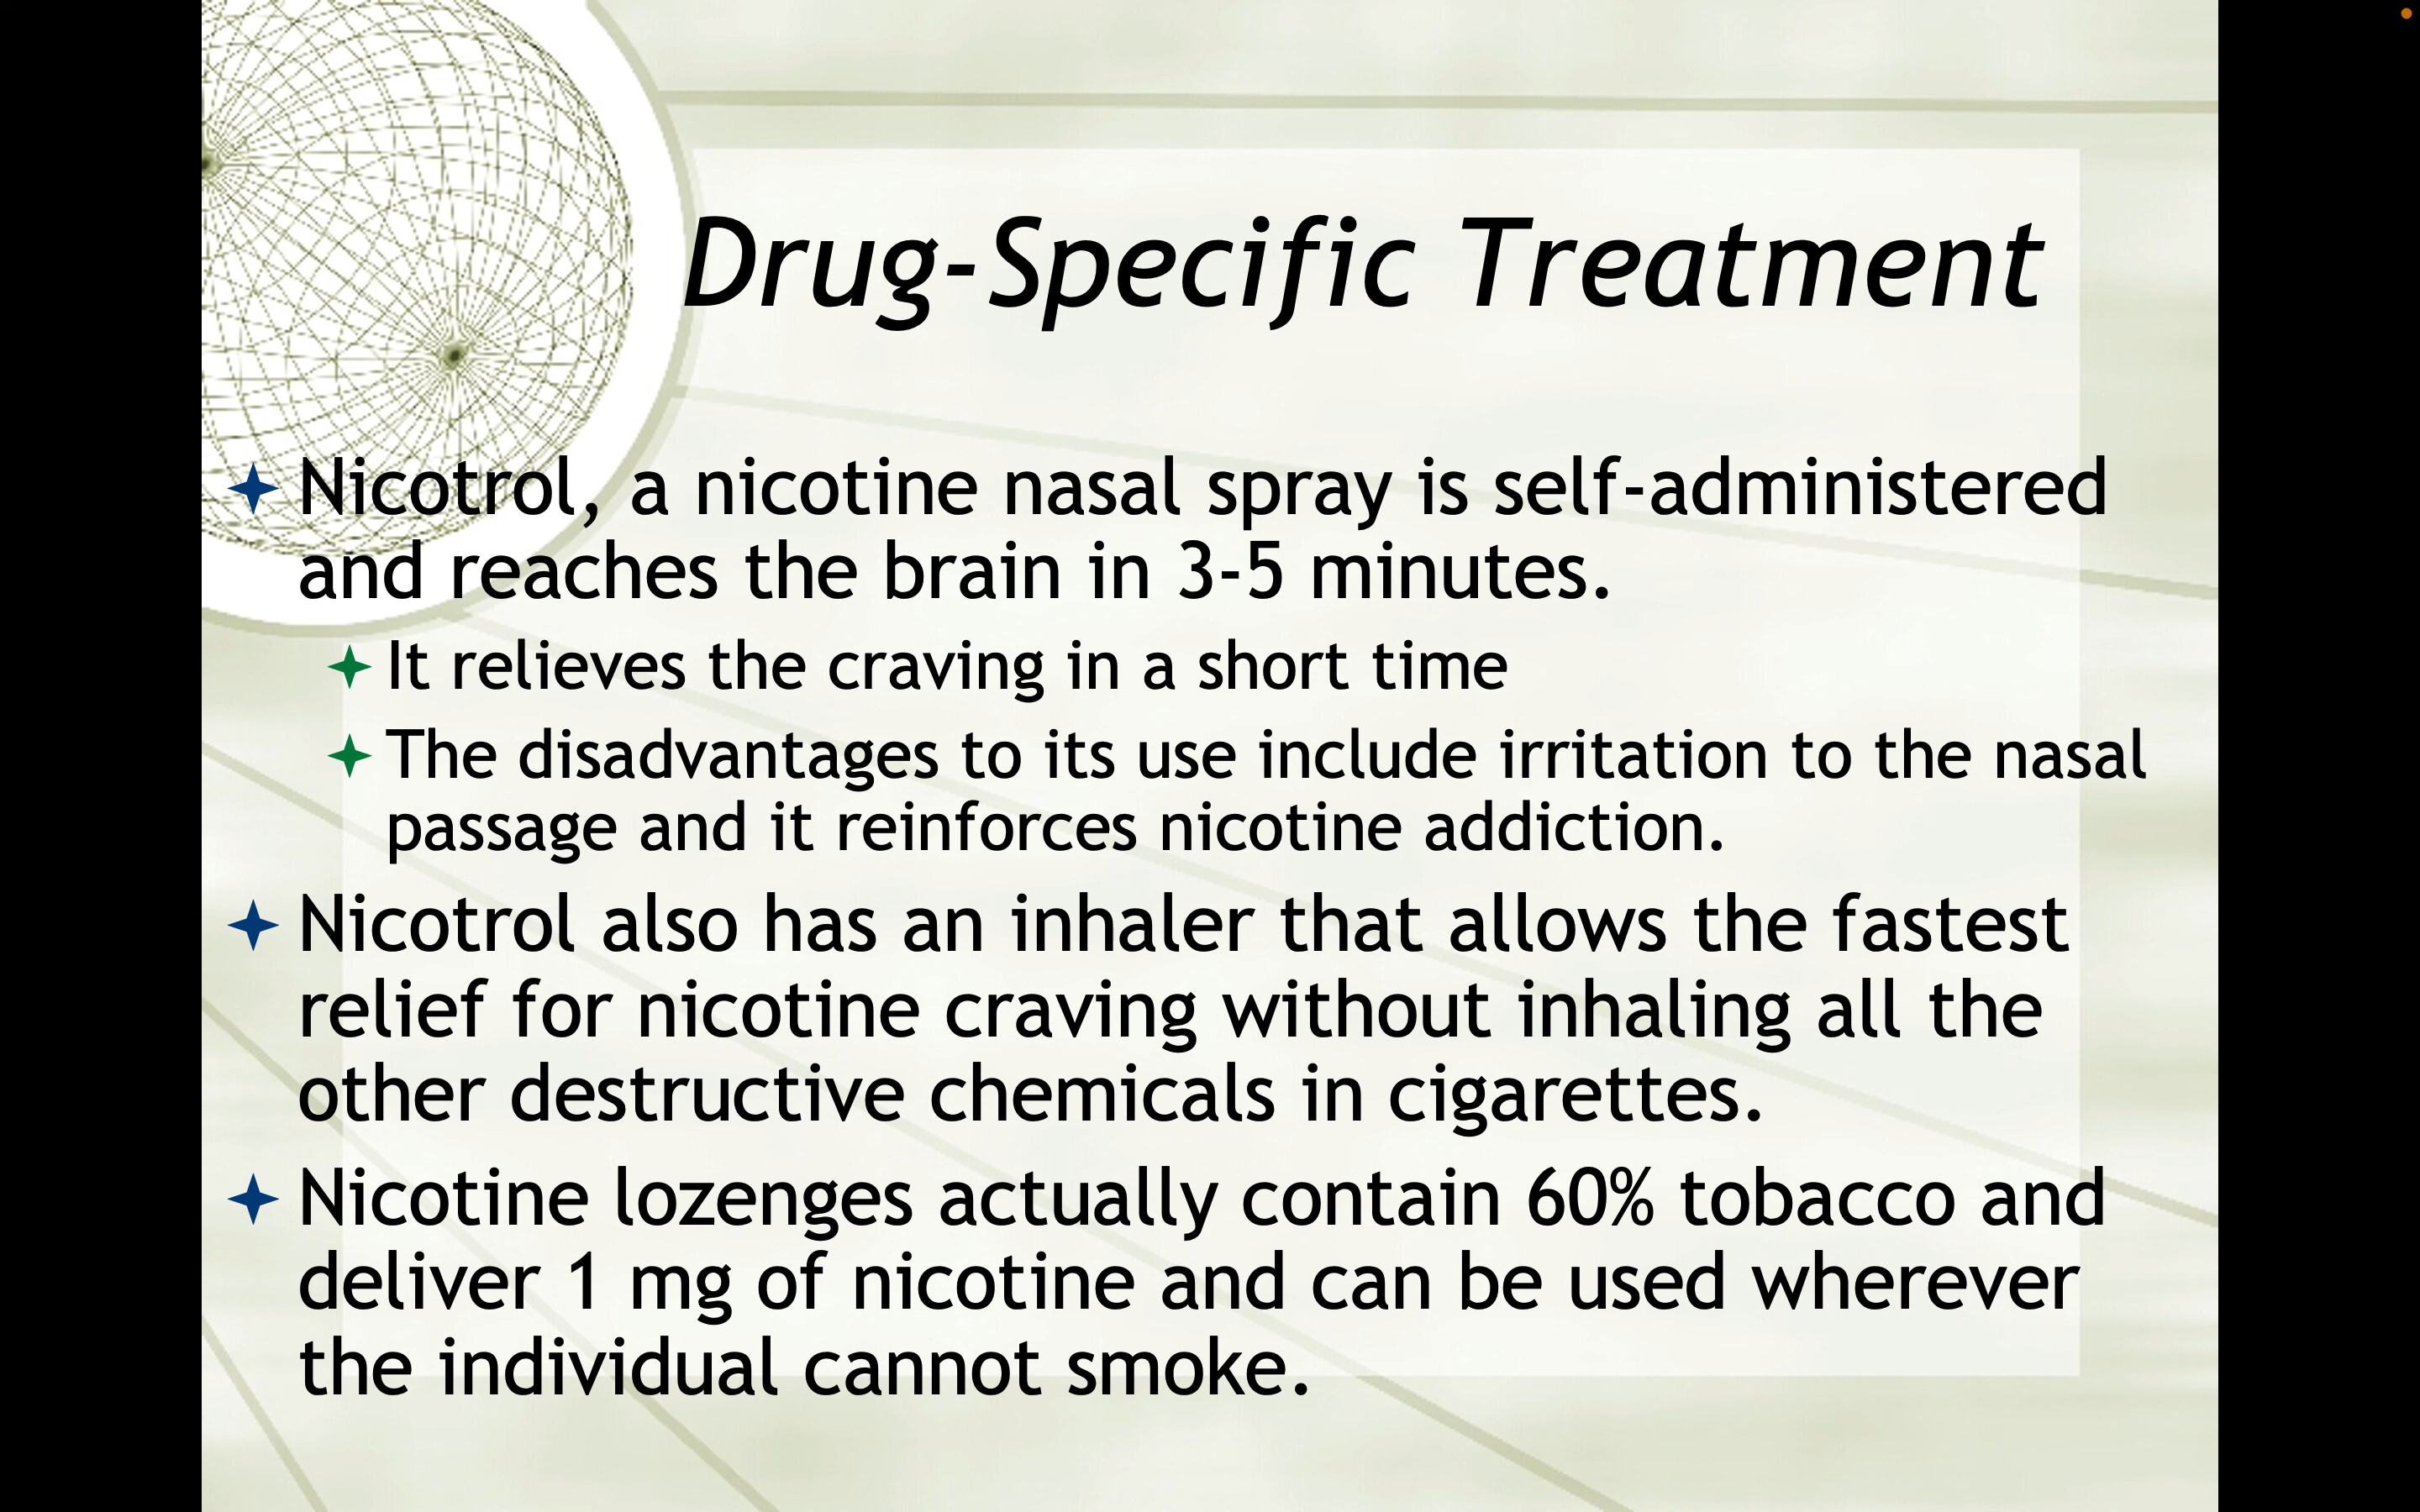 Drug-Specific Treatment
Nicotrol, a nicotine nasal spray is self-administered
and reaches the brain in 3-5 minutes.
It relieves the craving in a short time
The disadvantages to its use include irritation to the nasal
passage and it reinforces nicotine addiction.
Nicotrol also has an inhaler that allows the fastest
relief for nicotine craving without inhaling all the
other destructive chemicals in cigarettes.
Nicotine lozenges actually contain 60% tobacco and
deliver 1 mg of nicotine and can be used wherever
the individual cannot smoke.